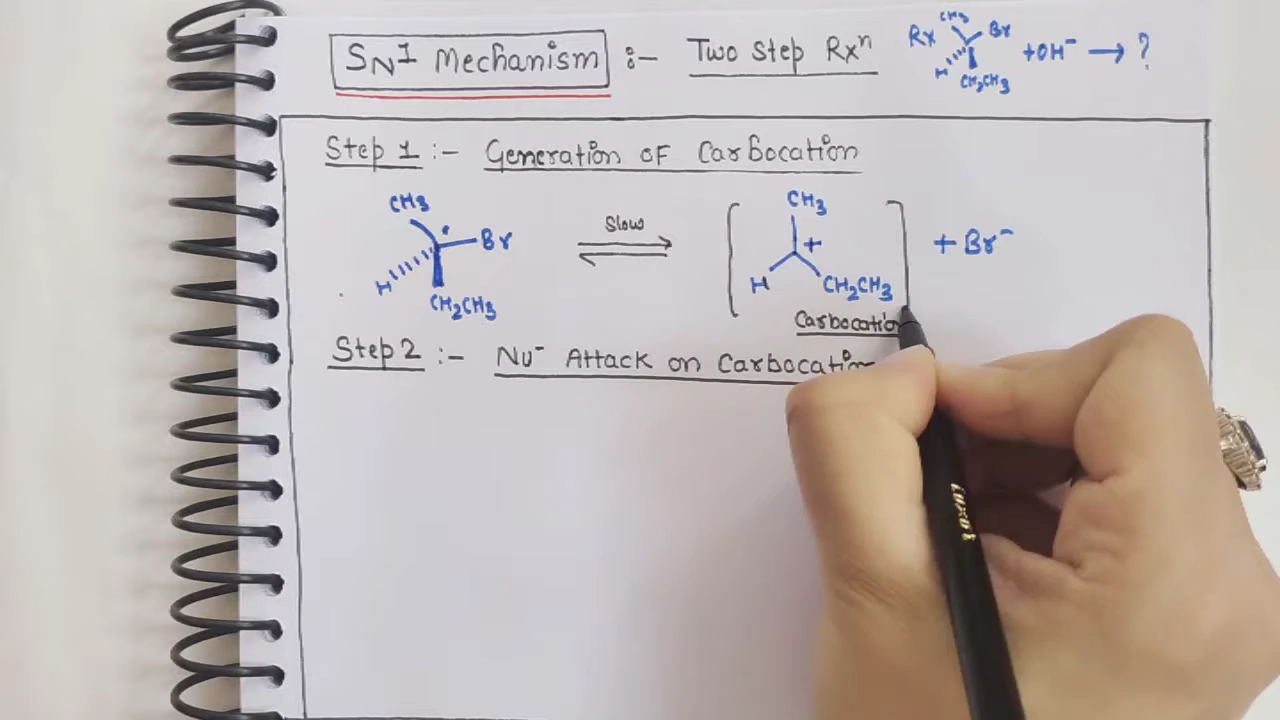 SN1 Mechanism :- Two Step Rxⁿ
Rx CH3 Br H CH2CH3 + OH⁻ → ?
Step 1 :- Generation of Carbocation
CH3 * Br H CH2CH3
Slow ⇌
[ CH3 + H CH2CH3 ] + Br⁻
Carbocation
Step 2 :- Nu⁻ Attack on Carbocation